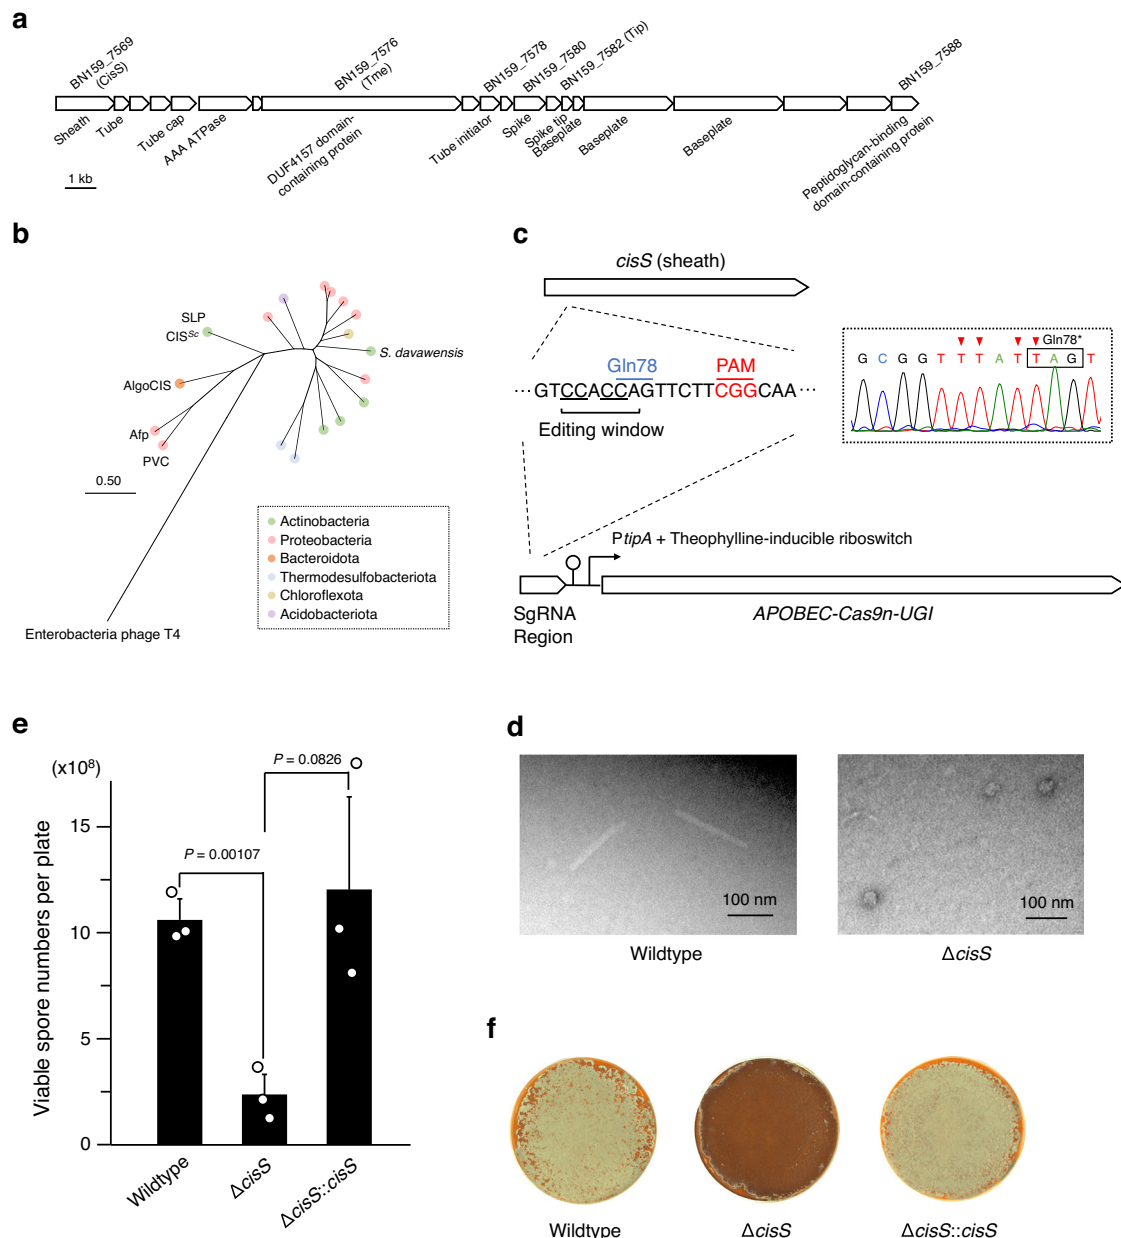 a
BN159_7569
(CisS)
BN159_7576
(Tme)
BN159_7578
BN159_7580
BN159_7582 (Tip)
BN159_7588
Sheath
Tube
Tube cap
AAA ATPase
DUF4157 domain-
containing protein
Tube initiator
Spike
Spike tip
Baseplate
Baseplate
Baseplate
Peptidoglycan-binding
domain-containing protein
1 kb
b
SLP
CISSc
AlgoCIS
Afp
PVC
S. davawensis
0.50
Actinobacteria
Proteobacteria
Bacteroidota
Thermodesulfobacteriota
Chloroflexota
Acidobacteriota
Enterobacteria phage T4
c
cisS (sheath)
Gln78
PAM
···GTCCACCAGTTCTTCGGCAA···
Editing window
Gln78*
G C G G T T T A T T A G T
PtipA + Theophylline-inducible riboswitch
SgRNA
Region
APOBEC-Cas9n-UGI
e
(x10⁸)
P = 0.0826
P = 0.00107
15
10
5
0
Viable spore numbers per plate
Wildtype
ΔcisS
ΔcisS::cisS
d
100 nm
100 nm
Wildtype
ΔcisS
f
Wildtype
ΔcisS
ΔcisS::cisS